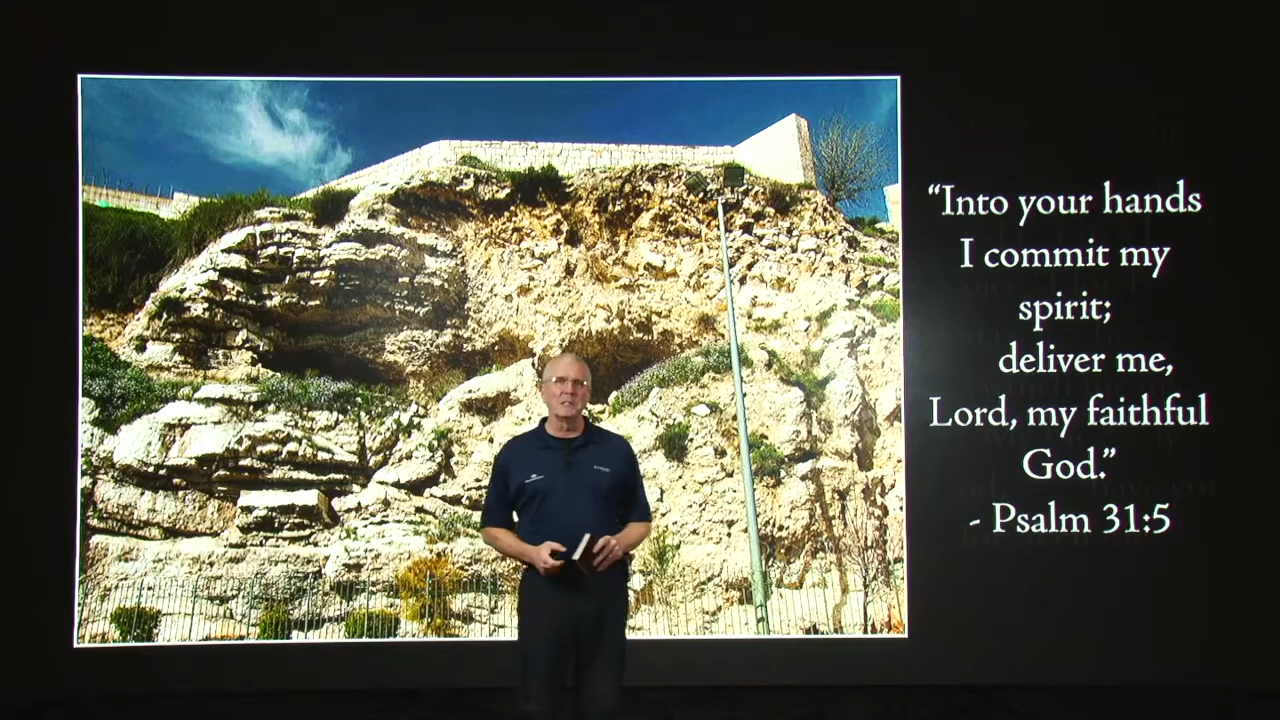 “Into your hands
I commit my
spirit;
deliver me,
Lord, my faithful
God.”
- Psalm 31:5